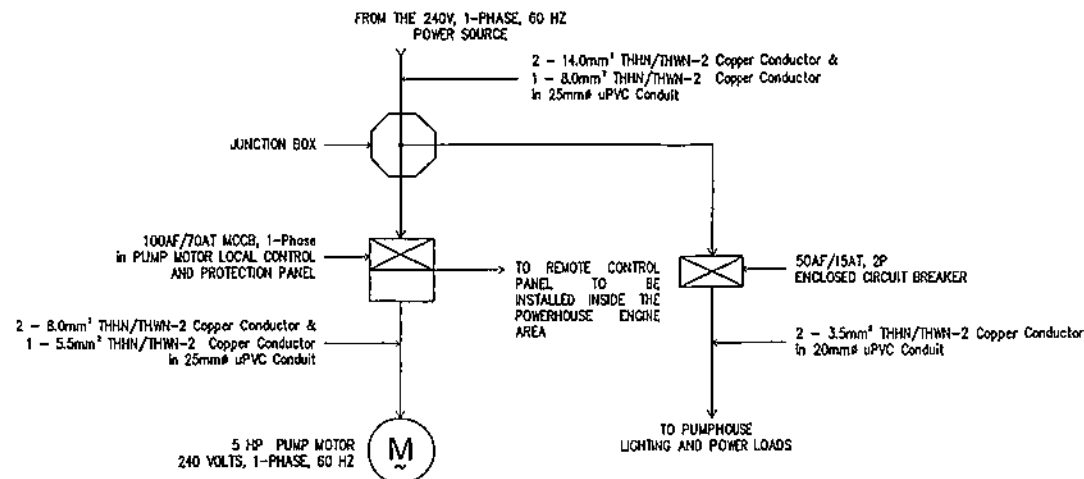 FROM THE 240V, 1-PHASE, 60 HZ
POWER SOURCE
2 - 14.0mm² THHN/THWN-2 Copper Conductor &
1 - 8.0mm² THHN/THWN-2 Copper Conductor
in 25mmø uPVC Conduit
JUNCTION BOX
100AF/70AT MCCB, 1-Phase
in PUMP MOTOR LOCAL CONTROL
AND PROTECTION PANEL
TO REMOTE CONTROL
PANEL TO BE
INSTALLED INSIDE THE
POWERHOUSE ENGINE
AREA
50AF/15AT, 2P
ENCLOSED CIRCUIT BREAKER
2 - 8.0mm² THHN/THWN-2 Copper Conductor &
1 - 5.5mm² THHN/THWN-2 Copper Conductor
in 25mmø uPVC Conduit
2 - 3.5mm² THHN/THWN-2 Copper Conductor
in 20mmø uPVC Conduit
5 HP PUMP MOTOR
240 VOLTS, 1-PHASE, 60 HZ
M
~
TO PUMPHOUSE
LIGHTING AND POWER LOADS